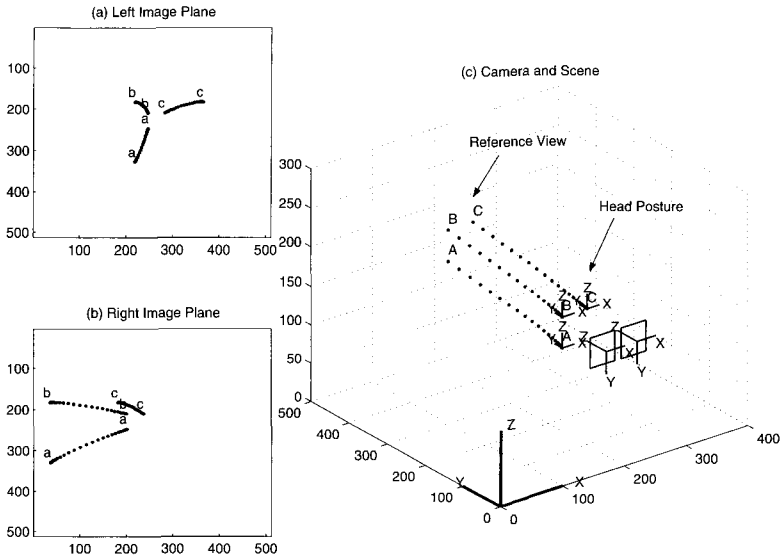 (a) Left Image Plane
100
200
300
400
500
100 200 300 400 500
b
b
c
c
a
a
(b) Right Image Plane
100
200
300
400
500
100 200 300 400 500
b
c
b
c
a
a
(c) Camera and Scene
Reference View
Head Posture
300
250
200
150
100
50
0
500
400
300
200
100
0
0
100
200
300
400
B
C
A
Z
Z
Y
B
X
Y
C
X
Z
Y
A
X
Z
X
Y
Z
X
Y
Z
Y
X